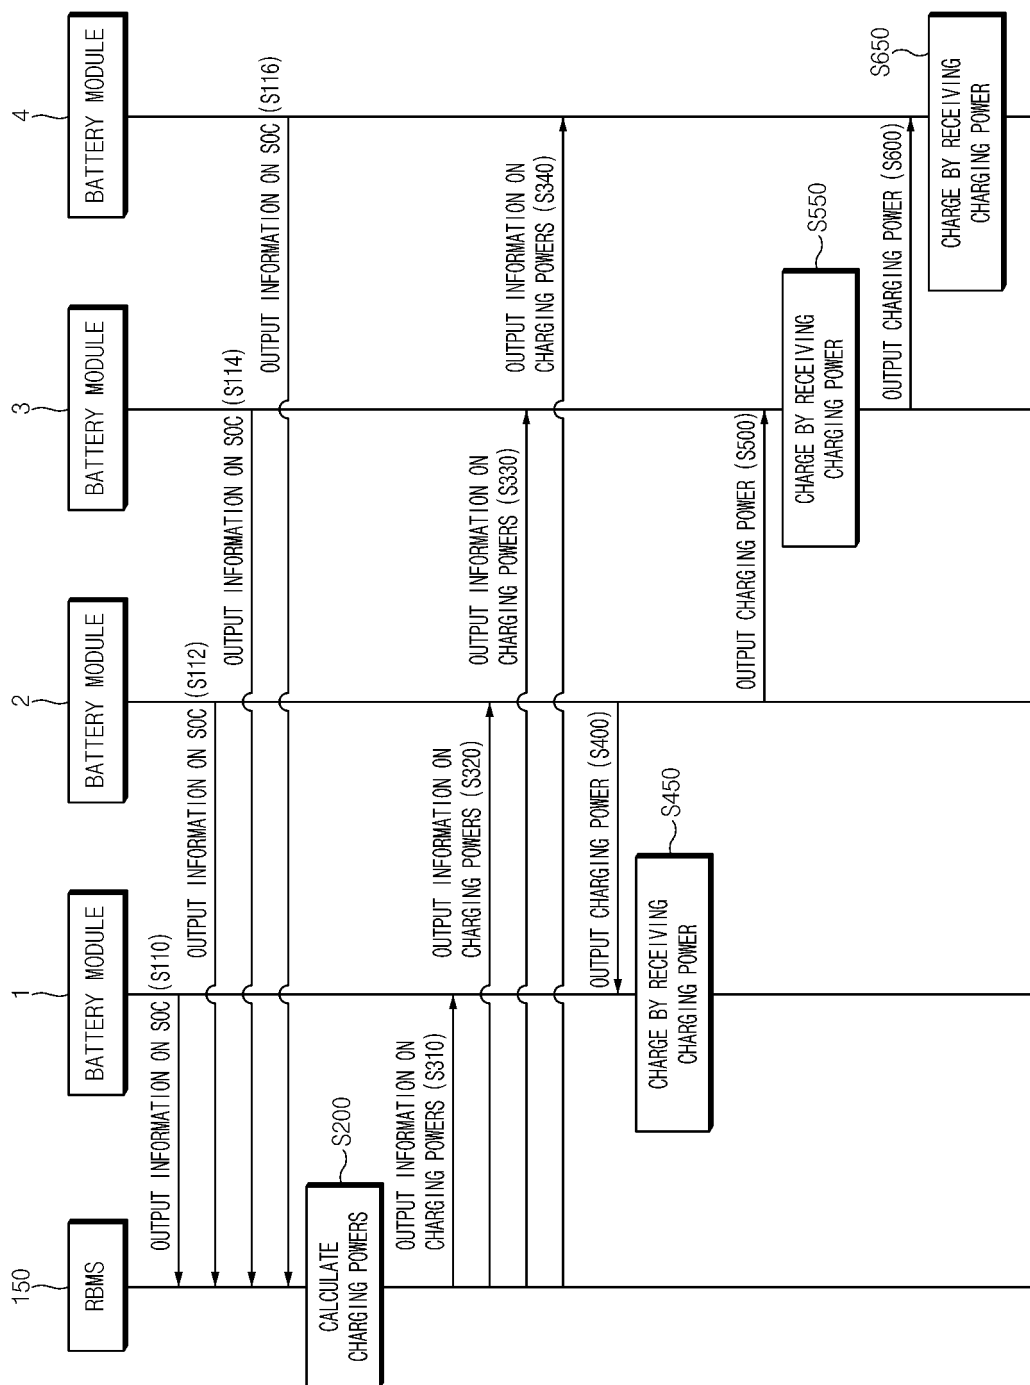 150
RBMS
1
BATTERY MODULE
2
BATTERY MODULE
3
BATTERY MODULE
4
BATTERY MODULE
OUTPUT INFORMATION ON SOC (S110)
OUTPUT INFORMATION ON SOC (S112)
OUTPUT INFORMATION ON SOC (S114)
OUTPUT INFORMATION ON SOC (S116)
CALCULATE
CHARGING POWERS
S200
OUTPUT INFORMATION ON
CHARGING POWERS (S310)
OUTPUT INFORMATION ON
CHARGING POWERS (S320)
OUTPUT INFORMATION ON
CHARGING POWERS (S330)
OUTPUT INFORMATION ON
CHARGING POWERS (S340)
OUTPUT CHARGING POWER (S400)
CHARGE BY RECEIVING
CHARGING POWER
S450
OUTPUT CHARGING POWER (S500)
CHARGE BY RECEIVING
CHARGING POWER
S550
OUTPUT CHARGING POWER (S600)
CHARGE BY RECEIVING
CHARGING POWER
S650